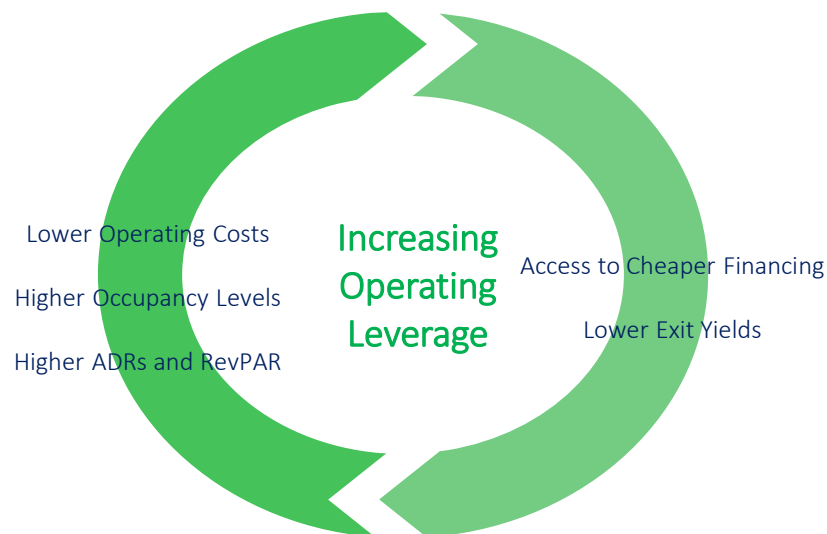 Lower Operating Costs
Higher Occupancy Levels
Higher ADRs and RevPAR
Increasing
Operating
Leverage
Access to Cheaper Financing
Lower Exit Yields